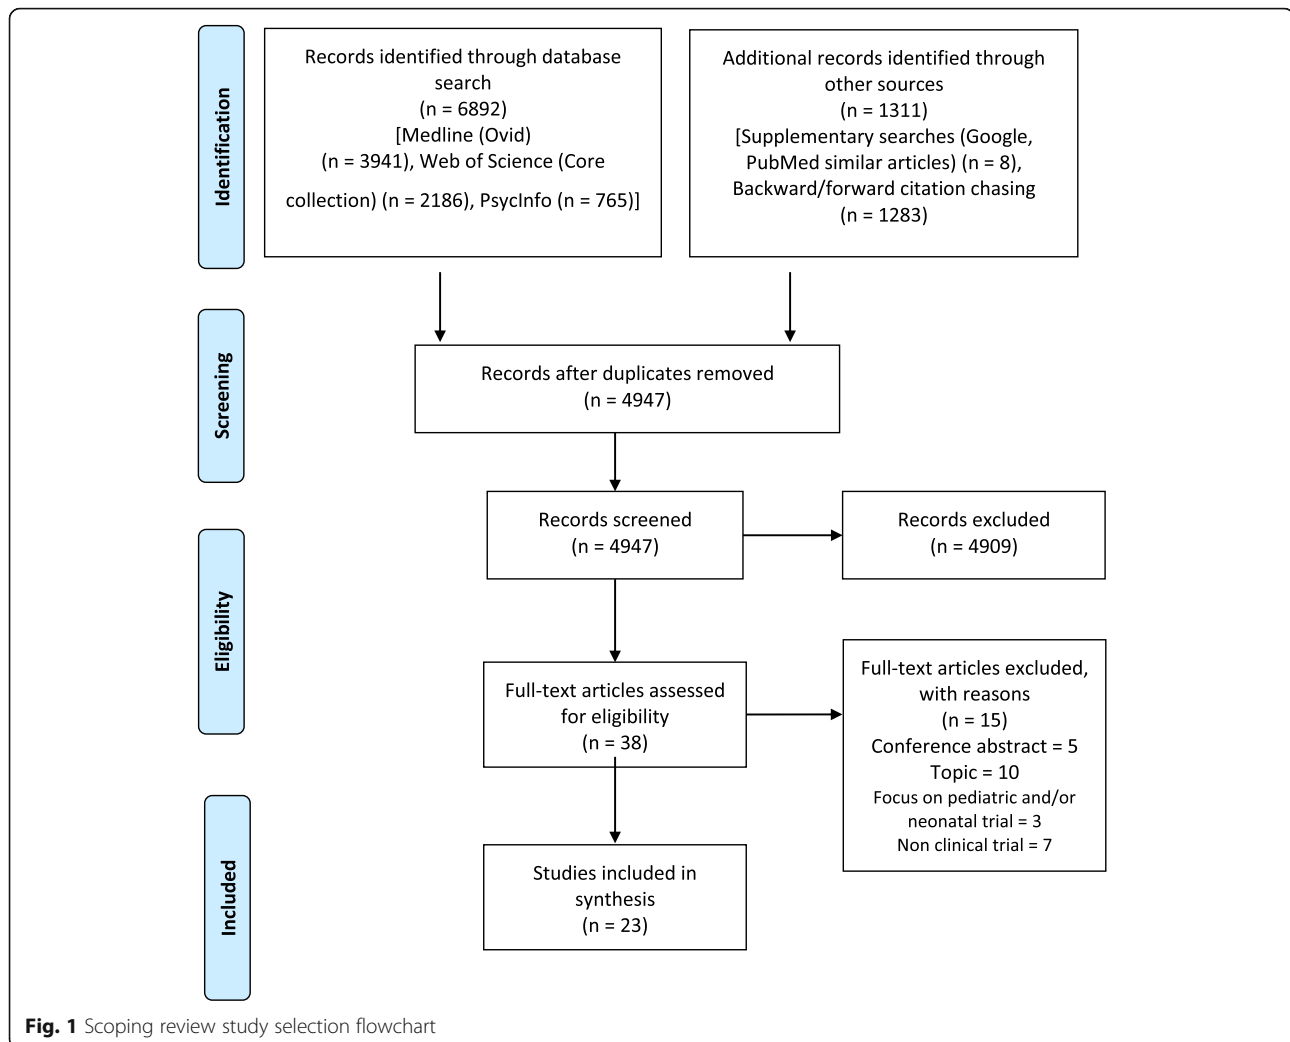 Identification
Records identified through database
search
(n = 6892)
[Medline (Ovid)
(n = 3941), Web of Science (Core
collection) (n = 2186), PsycInfo (n = 765)]
Additional records identified through
other sources
(n = 1311)
[Supplementary searches (Google,
PubMed similar articles) (n = 8),
Backward/forward citation chasing
(n = 1283)
Screening
Records after duplicates removed
(n = 4947)
Records screened
(n = 4947)
Records excluded
(n = 4909)
Eligibility
Full-text articles assessed
for eligibility
(n = 38)
Full-text articles excluded,
with reasons
(n = 15)
Conference abstract = 5
Topic = 10
Focus on pediatric and/or
neonatal trial = 3
Non clinical trial = 7
Included
Studies included in
synthesis
(n = 23)
Fig. 1 Scoping review study selection flowchart